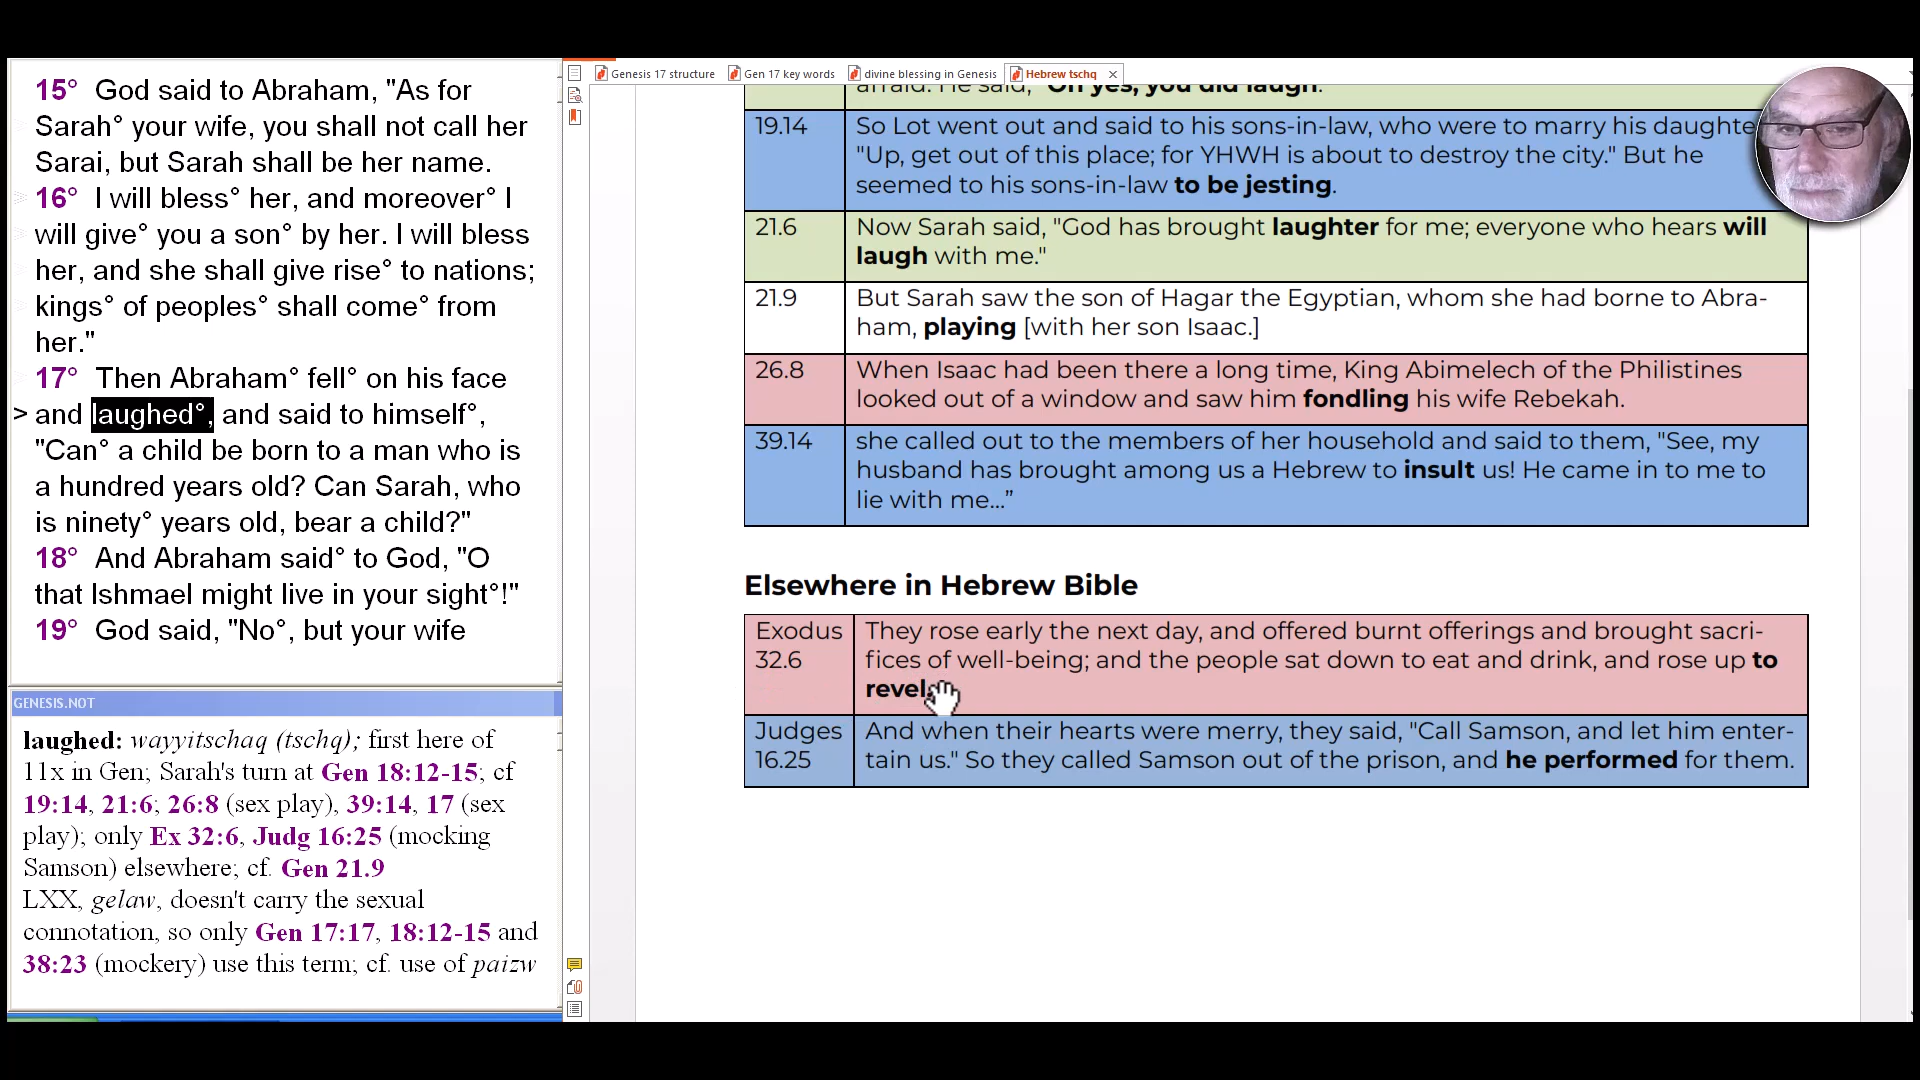 15° God said to Abraham, "As for
Sarah° your wife, you shall not call her
Sarai, but Sarah shall be her name.
16° I will bless° her, and moreover° I
will give° you a son° by her. I will bless
her, and she shall give rise° to nations;
kings° of peoples° shall come° from
her."
17° Then Abraham° fell° on his face
> and laughed°, and said to himself°,
"Can° a child be born to a man who is
a hundred years old? Can Sarah, who
is ninety° years old, bear a child?"
18° And Abraham said° to God, "O
that Ishmael might live in your sight°!"
19° God said, "No°, but your wife
GENESIS.NOT
laughed: wayyitschaq (tschq); first here of
11x in Gen; Sarah's turn at Gen 18:12-15; cf
19:14, 21:6; 26:8 (sex play), 39:14, 17 (sex
play); only Ex 32:6, Judg 16:25 (mocking
Samson) elsewhere; cf. Gen 21.9
LXX, gelaw, doesn't carry the sexual
connotation, so only Gen 17:17, 18:12-15 and
38:23 (mockery) use this term; cf. use of paizw
Genesis 17 structure Gen 17 key words divine blessing in Genesis Hebrew tschq
afraid. He said, "Oh yes, you did laugh.
19.14 So Lot went out and said to his sons-in-law, who were to marry his daughte
"Up, get out of this place; for YHWH is about to destroy the city." But he
seemed to his sons-in-law to be jesting.
21.6 Now Sarah said, "God has brought laughter for me; everyone who hears will
laugh with me."
21.9 But Sarah saw the son of Hagar the Egyptian, whom she had borne to Abra-
ham, playing [with her son Isaac.]
26.8 When Isaac had been there a long time, King Abimelech of the Philistines
looked out of a window and saw him fondling his wife Rebekah.
39.14 she called out to the members of her household and said to them, "See, my
husband has brought among us a Hebrew to insult us! He came in to me to
lie with me…”
Elsewhere in Hebrew Bible
Exodus They rose early the next day, and offered burnt offerings and brought sacri-
32.6 fices of well-being; and the people sat down to eat and drink, and rose up to
revel.
Judges And when their hearts were merry, they said, "Call Samson, and let him enter-
16.25 tain us." So they called Samson out of the prison, and he performed for them.